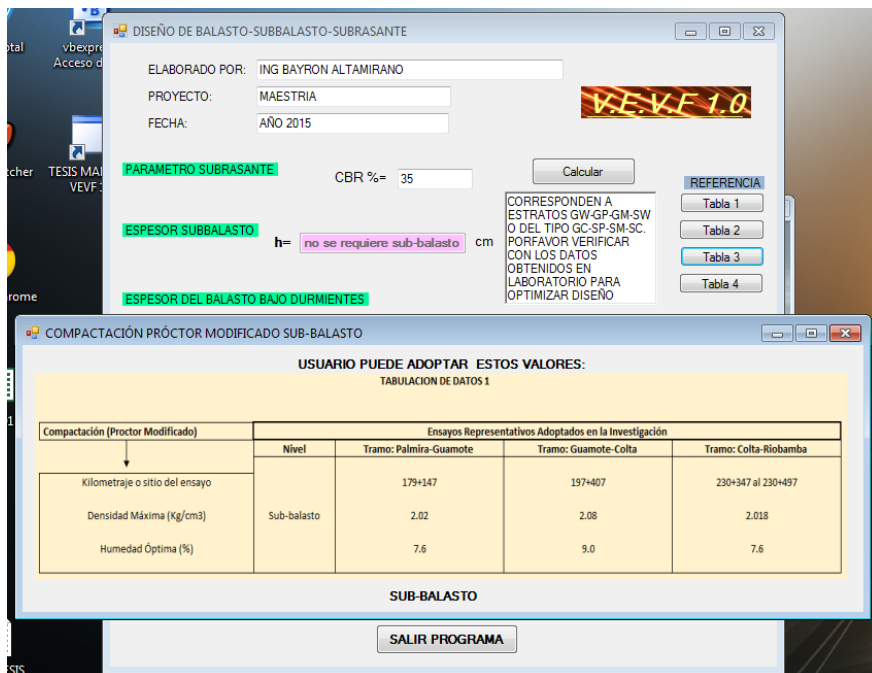 vbexpre
Acceso d
TESIS MAI
VEVF
DISEÑO DE BALASTO-SUBBALASTO-SUBRASANTE
ELABORADO POR: ING BAYRON ALTAMIRANO
PROYECTO: MAESTRIA
FECHA: AÑO 2015
V.E.V.F 1.0
PARAMETRO SUBRASANTE
CBR %= 35
Calcular
REFERENCIA
Tabla 1
Tabla 2
Tabla 3
Tabla 4
ESPESOR SUBBALASTO
h= no se requiere sub-balasto cm
CORRESPONDEN A
ESTRATOS GW-GP-GM-SW
O DEL TIPO GC-SP-SM-SC.
PORFAVOR VERIFICAR
CON LOS DATOS
OBTENIDOS EN
LABORATORIO PARA
OPTIMIZAR DISEÑO
ESPESOR DEL BALASTO BAJO DURMIENTES
COMPACTACIÓN PRÓCTOR MODIFICADO SUB-BALASTO
USUARIO PUEDE ADOPTAR ESTOS VALORES:
TABULACION DE DATOS 1
Compactación (Proctor Modificado) Ensayos Representativos Adoptados en la Investigación
Nivel Tramo: Palmira-Guamote Tramo: Guamote-Colta Tramo: Colta-Riobamba
Kilometraje o sitio del ensayo 179+147 197+407 230+347 al 230+497
Densidad Máxima (Kg/cm3) Sub-balasto 2.02 2.08 2.018
Humedad Óptima (%) 7.6 9.0 7.6
SUB-BALASTO
SALIR PROGRAMA